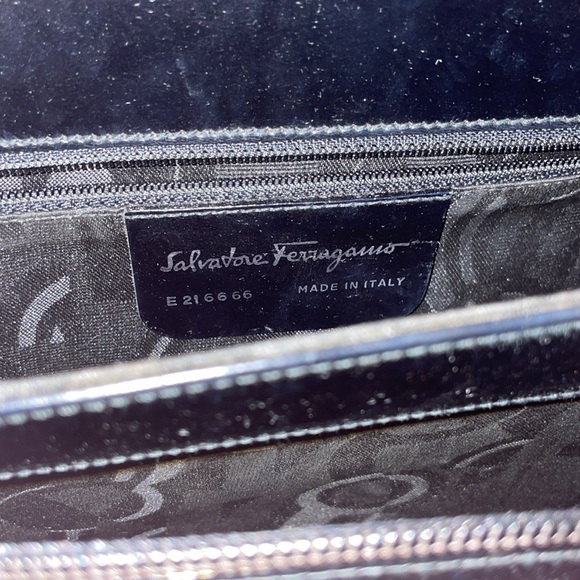 Salvatore Ferragamo
E 21 6666 MADE IN ITALY